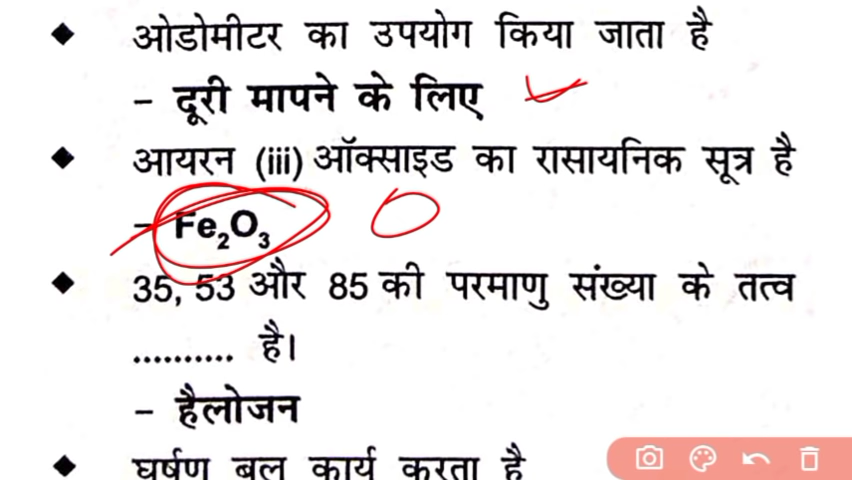 ◆ ओडोमीटर का उपयोग किया जाता है
– दूरी मापने के लिए
◆ आयरन (iii) ऑक्साइड का रासायनिक सूत्र है
– Fe₂O₃
◆ 35, 53 और 85 की परमाणु संख्या के तत्व
.......... है।
– हैलोजन
◆ घर्षण बल कार्य करता है